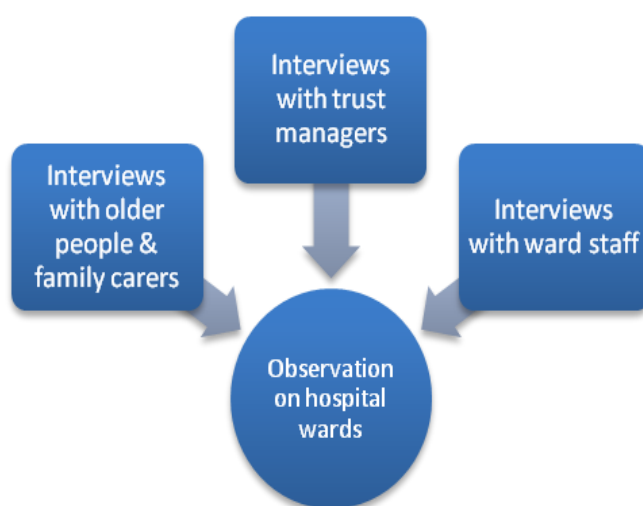 Interviews
with trust
managers
Interviews
with older
people &
family carers
Interviews
with ward staff
Observation
on hospital
wards